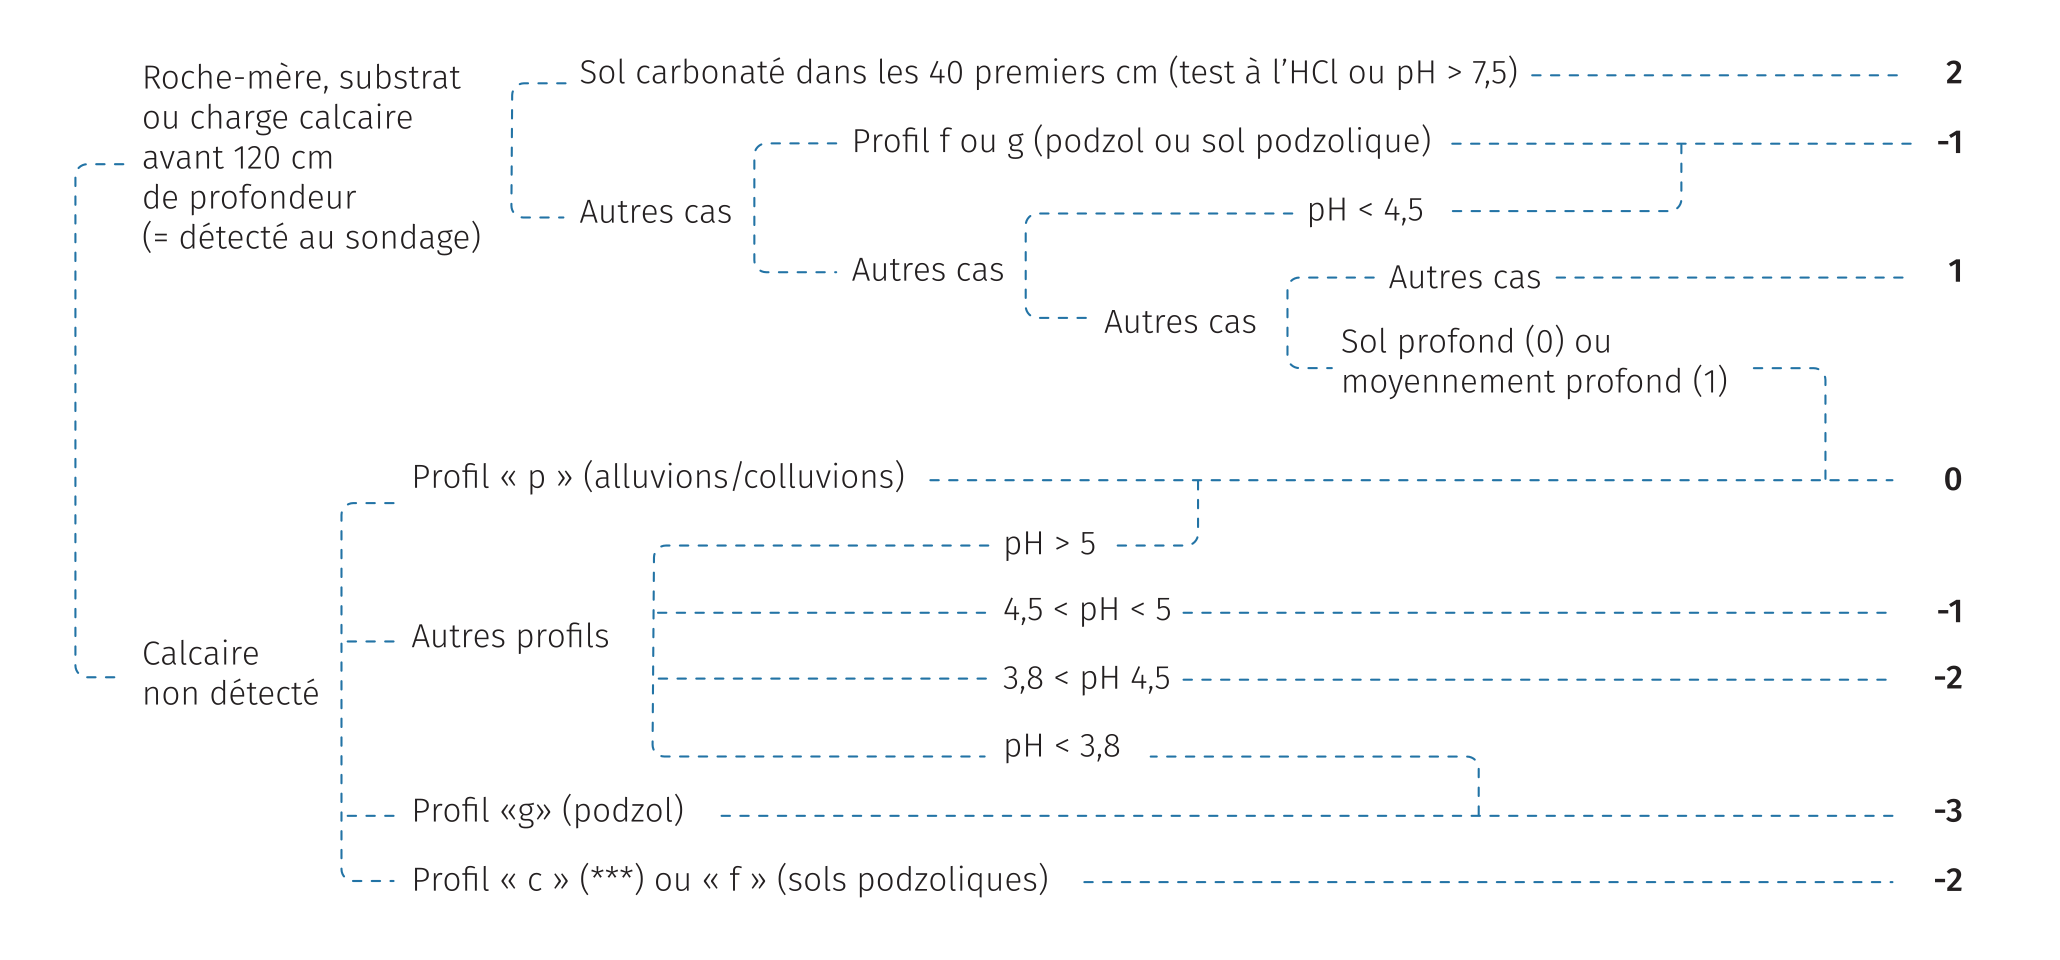 Roche-mère, substrat
ou charge calcaire
avant 120 cm
de profondeur
(= détecté au sondage)
Sol carbonaté dans les 40 premiers cm (test à l’HCl ou pH > 7,5)
2
Autres cas
Profil f ou g (podzol ou sol podzolique)
-1
Autres cas
pH < 4,5
Autres cas
Autres cas
1
Sol profond (0) ou
moyennement profond (1)
Calcaire
non détecté
Profil « p » (alluvions/colluvions)
0
Autres profils
pH > 5
4,5 < pH < 5
-1
3,8 < pH 4,5
-2
pH < 3,8
Profil «g» (podzol)
-3
Profil « c » (***) ou « f » (sols podzoliques)
-2